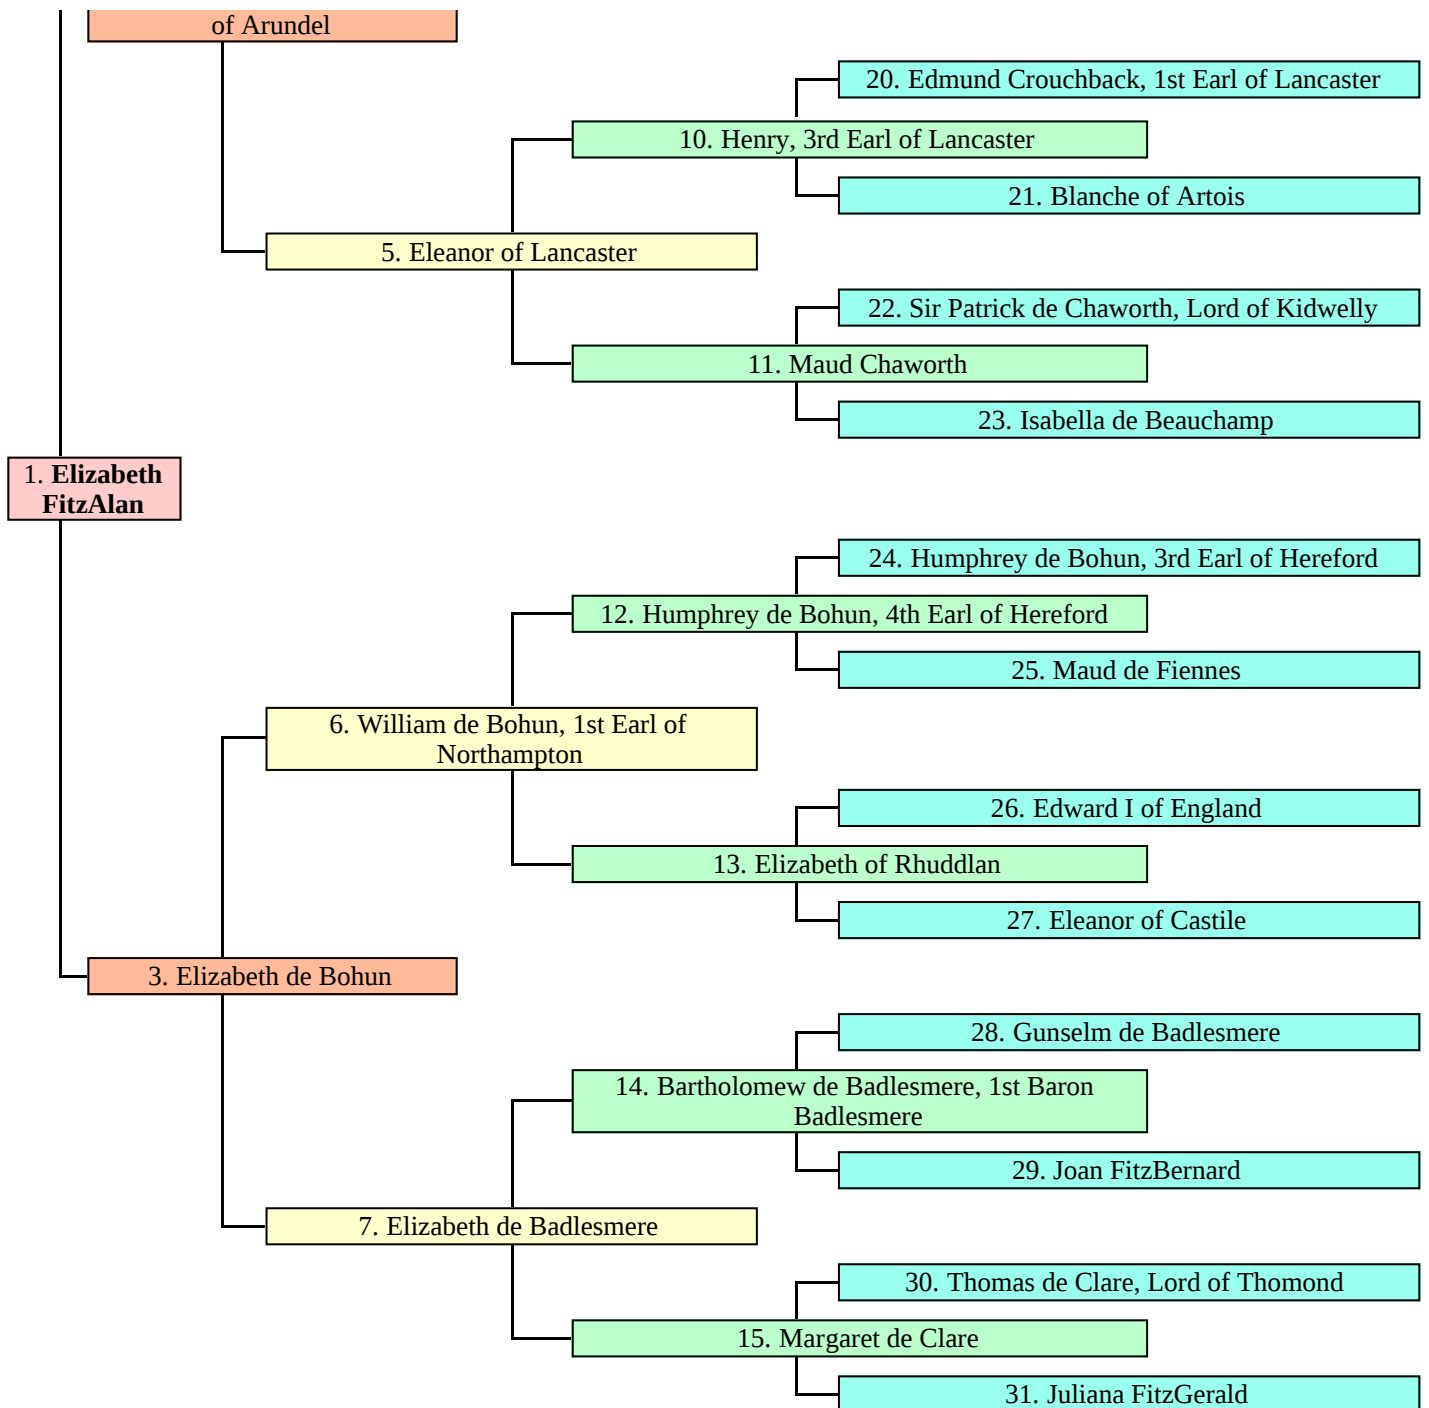 of Arundel
20. Edmund Crouchback, 1st Earl of Lancaster
10. Henry, 3rd Earl of Lancaster
21. Blanche of Artois
5. Eleanor of Lancaster
22. Sir Patrick de Chaworth, Lord of Kidwelly
11. Maud Chaworth
23. Isabella de Beauchamp
1. Elizabeth
FitzAlan
24. Humphrey de Bohun, 3rd Earl of Hereford
12. Humphrey de Bohun, 4th Earl of Hereford
25. Maud de Fiennes
6. William de Bohun, 1st Earl of
Northampton
26. Edward I of England
13. Elizabeth of Rhuddlan
27. Eleanor of Castile
3. Elizabeth de Bohun
28. Gunselm de Badlesmere
14. Bartholomew de Badlesmere, 1st Baron
Badlesmere
29. Joan FitzBernard
7. Elizabeth de Badlesmere
30. Thomas de Clare, Lord of Thomond
15. Margaret de Clare
31. Juliana FitzGerald